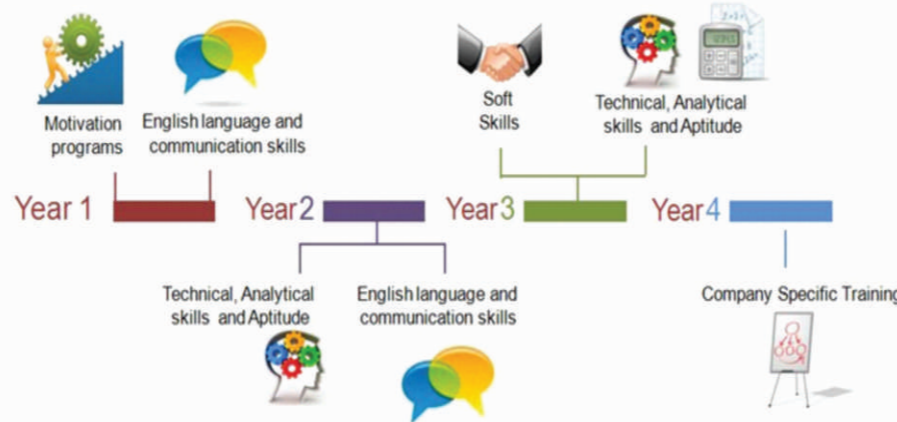 Motivation
programs
English language and
communication skills
Soft
Skills
Technical, Analytical
skills and Aptitude
Year 1
Year 2
Year 3
Year 4
Technical, Analytical
skills and Aptitude
English language and
communication skills
Company Specific Training